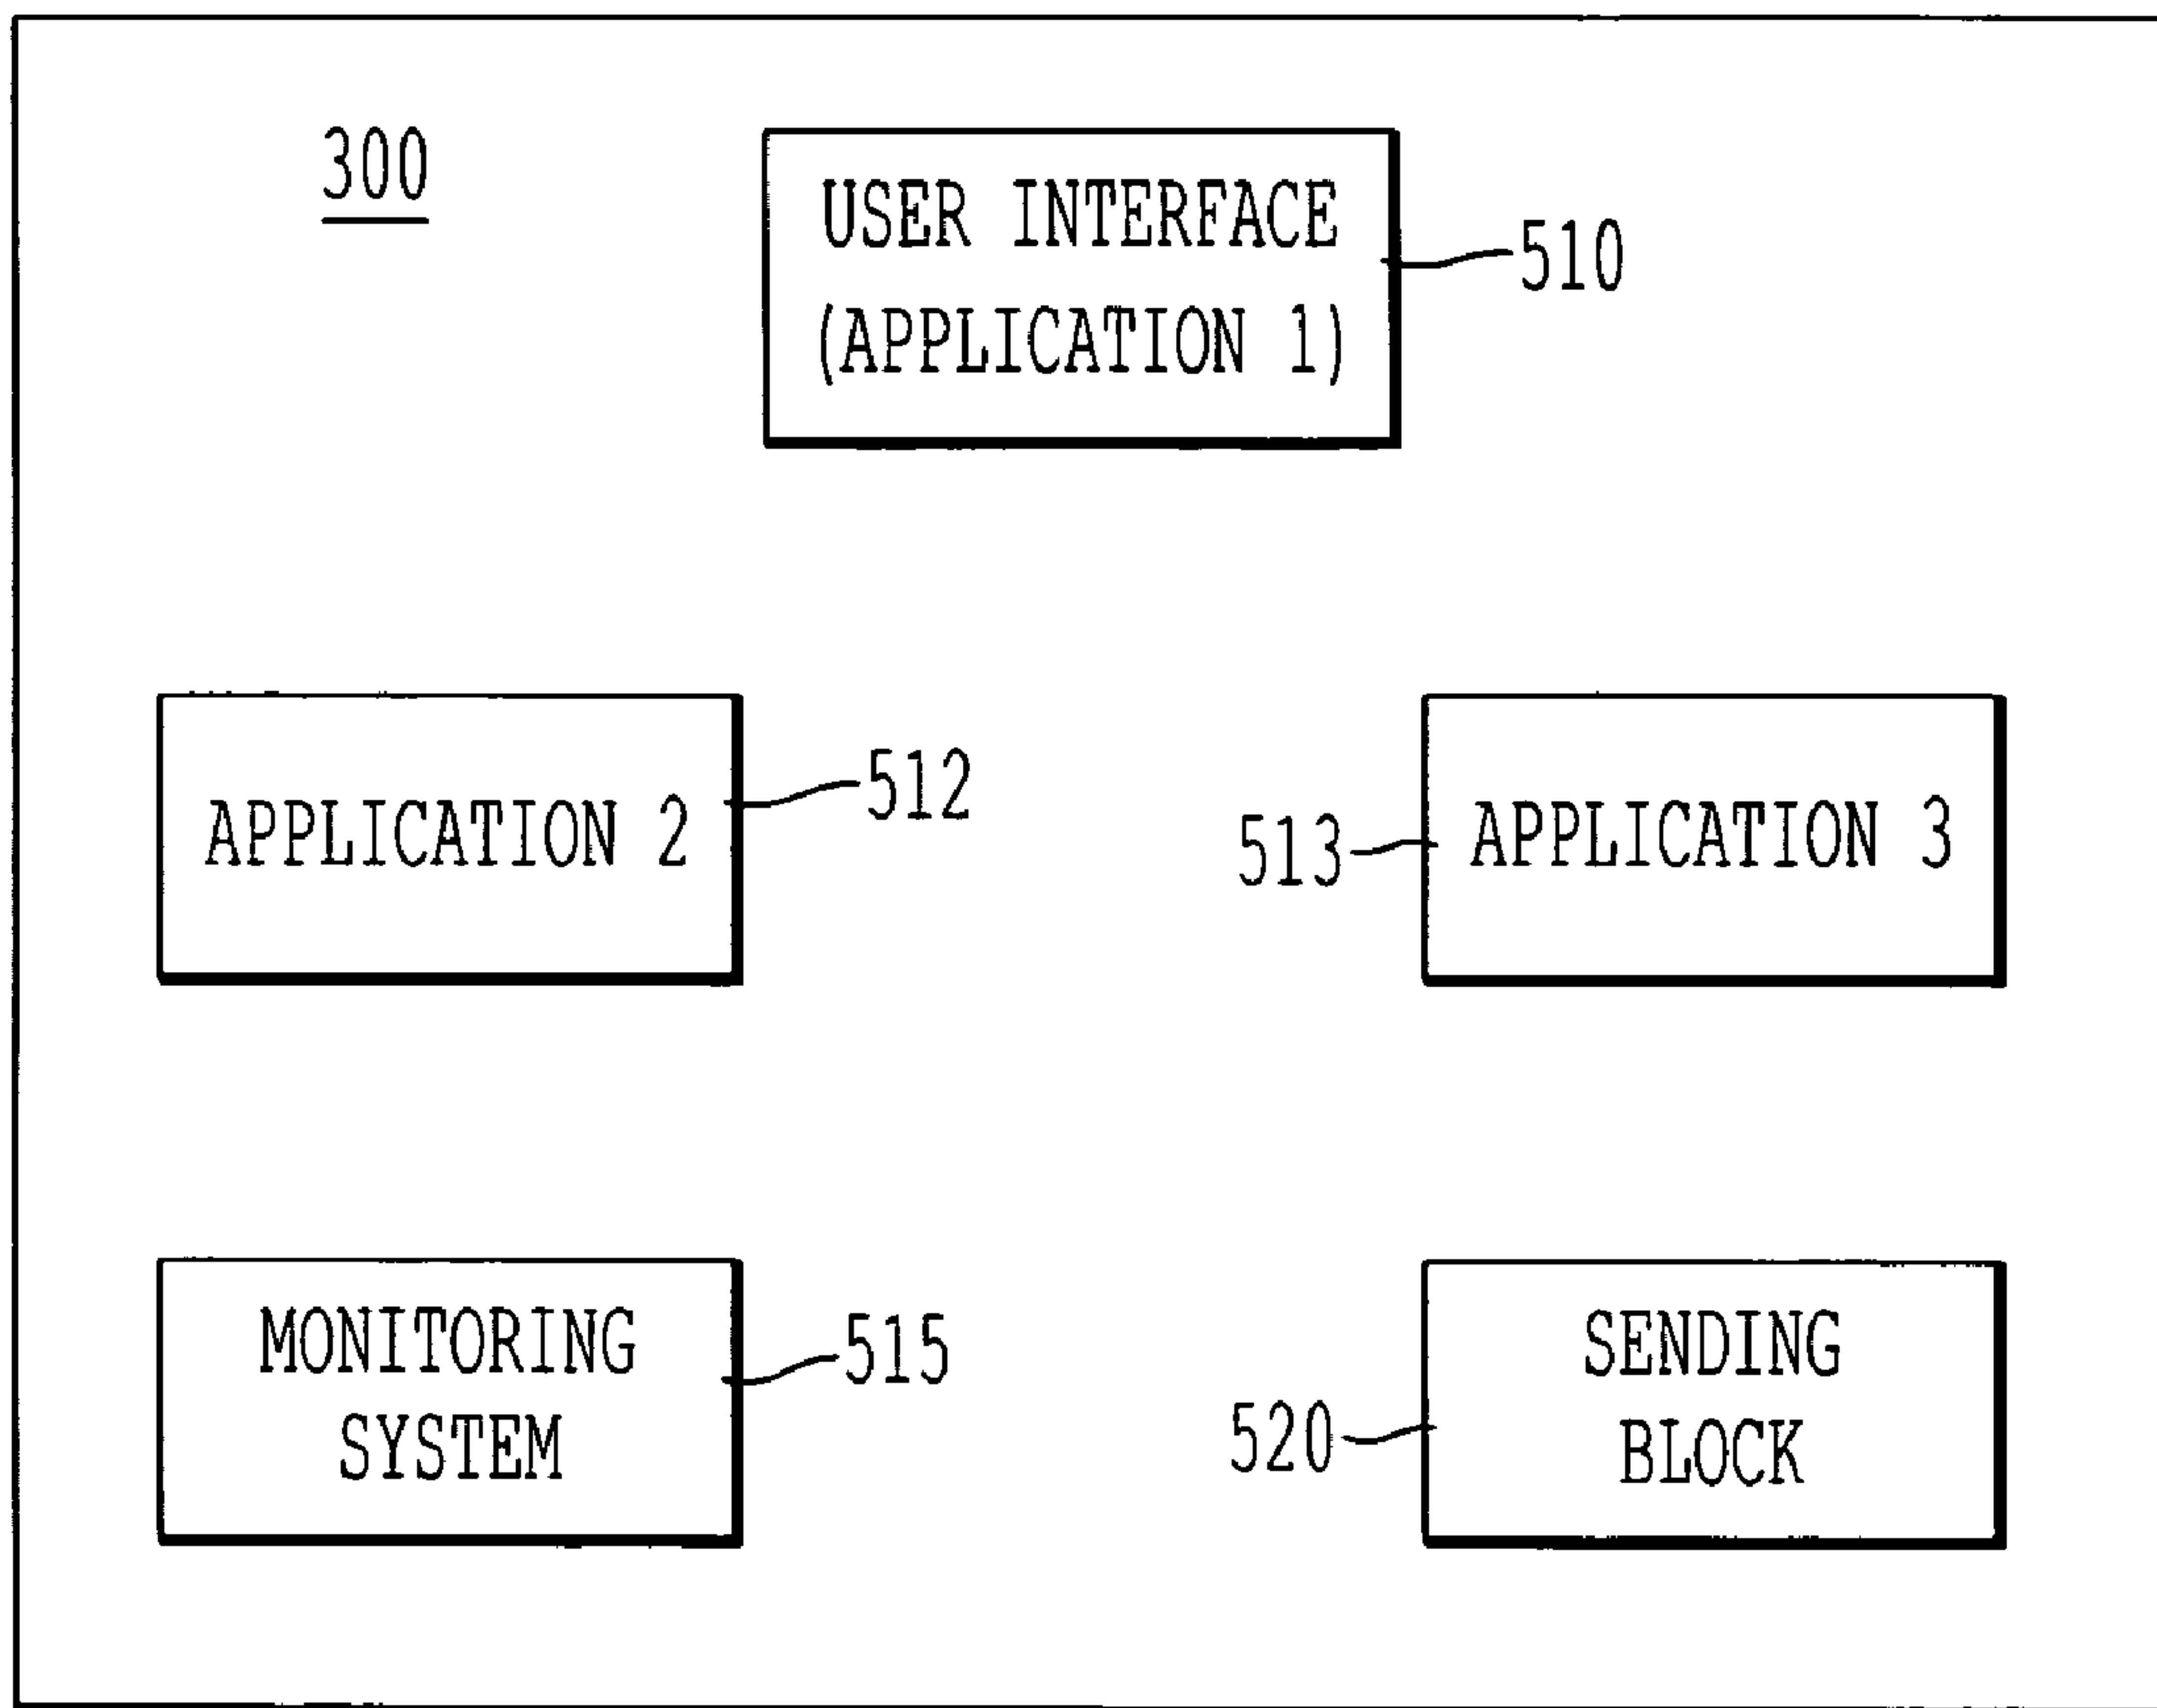 300
USER INTERFACE
(APPLICATION 1)
510
APPLICATION 2
512
513
APPLICATION 3
MONITORING
SYSTEM
515
520
SENDING
BLOCK